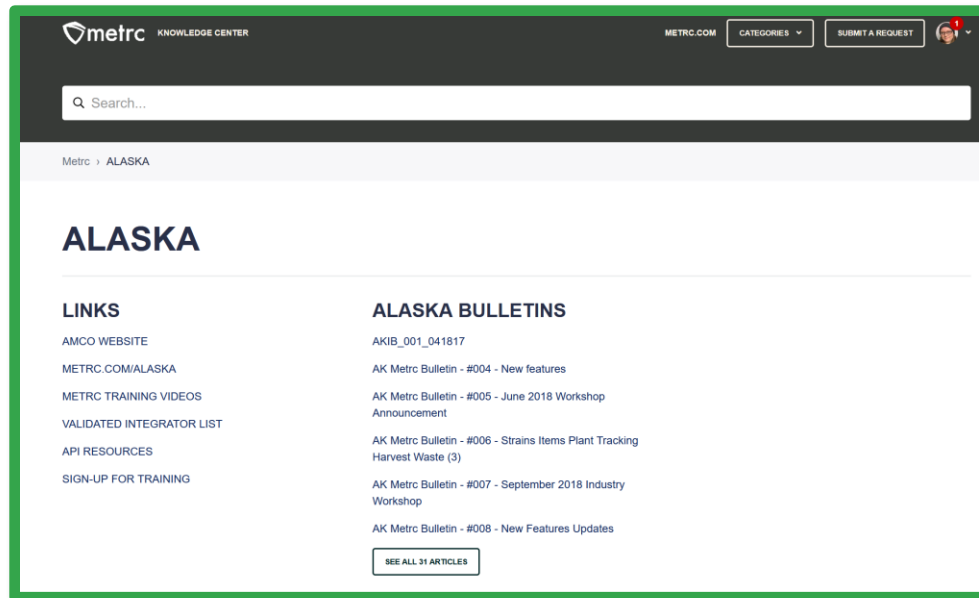 metrc KNOWLEDGE CENTER
METRC.COM
CATEGORIES
SUBMIT A REQUEST
1
Search...
Metrc › ALASKA
ALASKA
LINKS
AMCO WEBSITE
METRC.COM/ALASKA
METRC TRAINING VIDEOS
VALIDATED INTEGRATOR LIST
API RESOURCES
SIGN-UP FOR TRAINING
ALASKA BULLETINS
AKIB_001_041817
AK Metrc Bulletin - #004 - New features
AK Metrc Bulletin - #005 - June 2018 Workshop
Announcement
AK Metrc Bulletin - #006 - Strains Items Plant Tracking
Harvest Waste (3)
AK Metrc Bulletin - #007 - September 2018 Industry
Workshop
AK Metrc Bulletin - #008 - New Features Updates
SEE ALL 31 ARTICLES